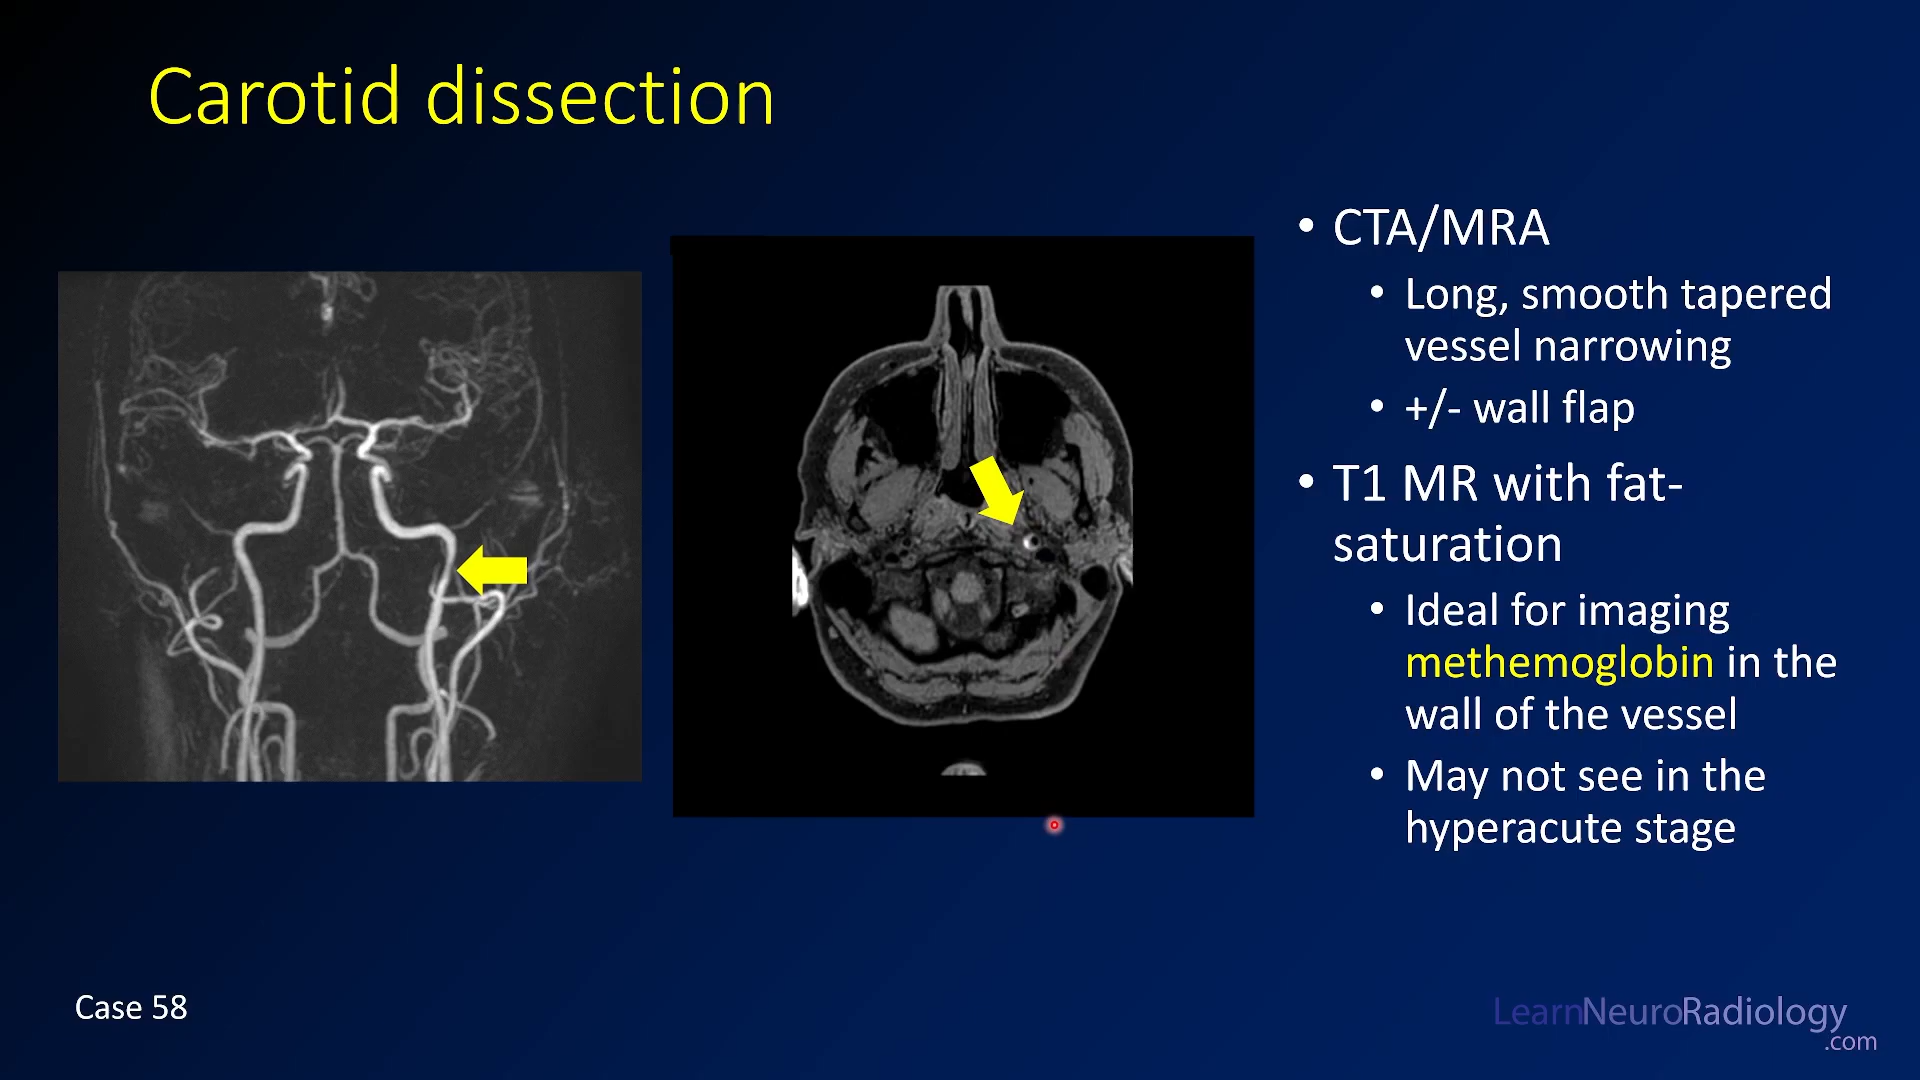 Carotid dissection
• CTA/MRA
• Long, smooth tapered
vessel narrowing
• +/- wall flap
• T1 MR with fat-
saturation
• Ideal for imaging
methemoglobin in the
wall of the vessel
• May not see in the
hyperacute stage
Case 58
LearnNeuroRadiology
.com